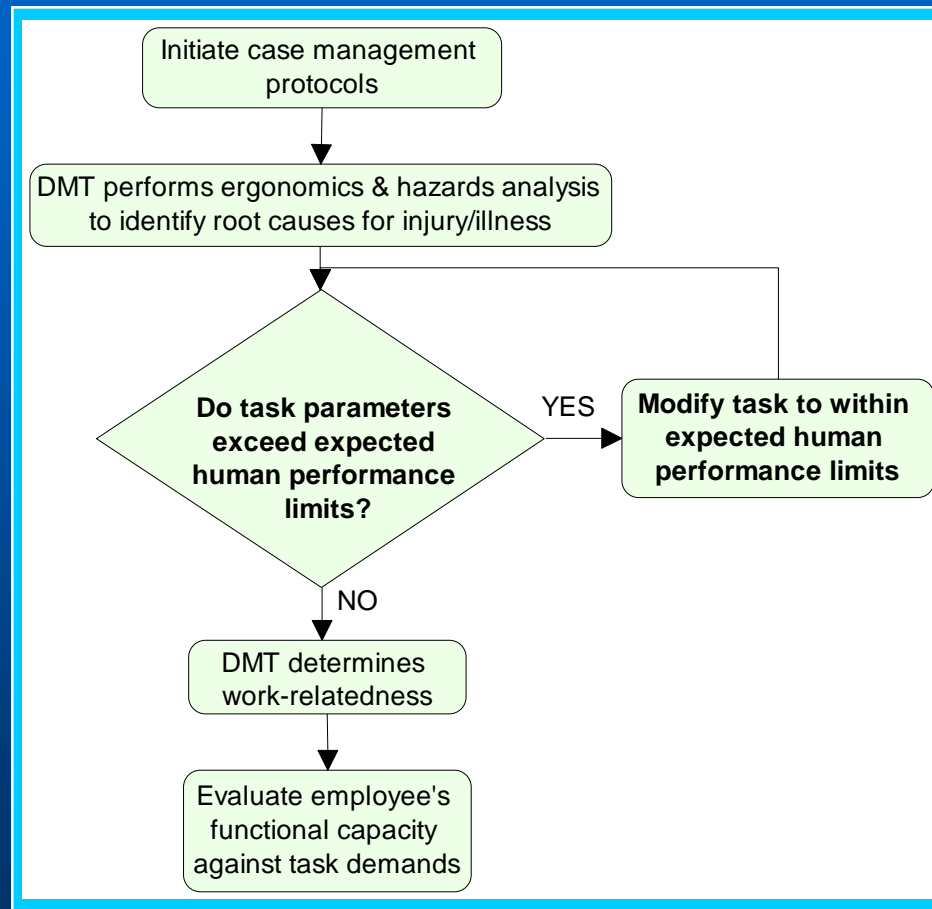 Initiate case management
protocols
DMT performs ergonomics & hazards analysis
to identify root causes for injury/illness
Do task parameters
exceed expected
human performance
limits?
YES
Modify task to within
expected human
performance limits
NO
DMT determines
work-relatedness
Evaluate employee's
functional capacity
against task demands